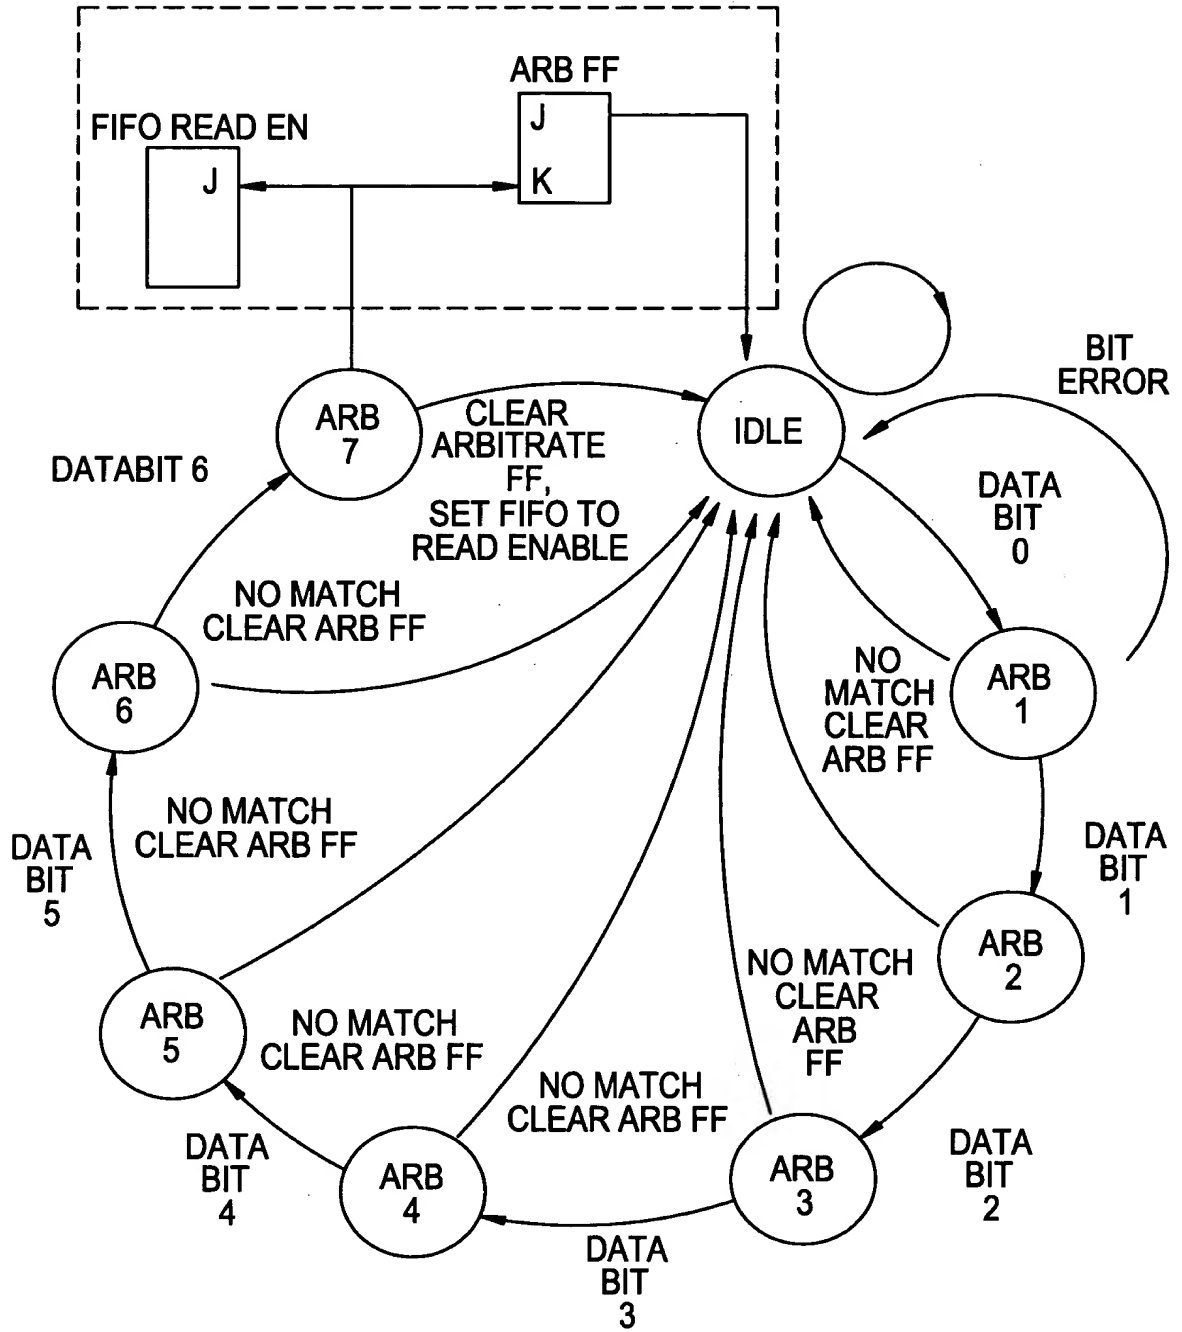 ARB FF
J
K
FIFO READ EN
J
BIT
ERROR
ARB
7
CLEAR
ARBITRATE
FF,
SET FIFO TO
READ ENABLE
IDLE
DATABIT 6
DATA
BIT
0
NO MATCH
CLEAR ARB FF
ARB
6
NO
MATCH
CLEAR
ARB FF
ARB
1
NO MATCH
CLEAR ARB FF
DATA
BIT
5
DATA
BIT
1
ARB
2
NO MATCH
CLEAR
ARB
FF
ARB
5
NO MATCH
CLEAR ARB FF
NO MATCH
CLEAR ARB FF
DATA
BIT
4
ARB
4
ARB
3
DATA
BIT
2
DATA
BIT
3